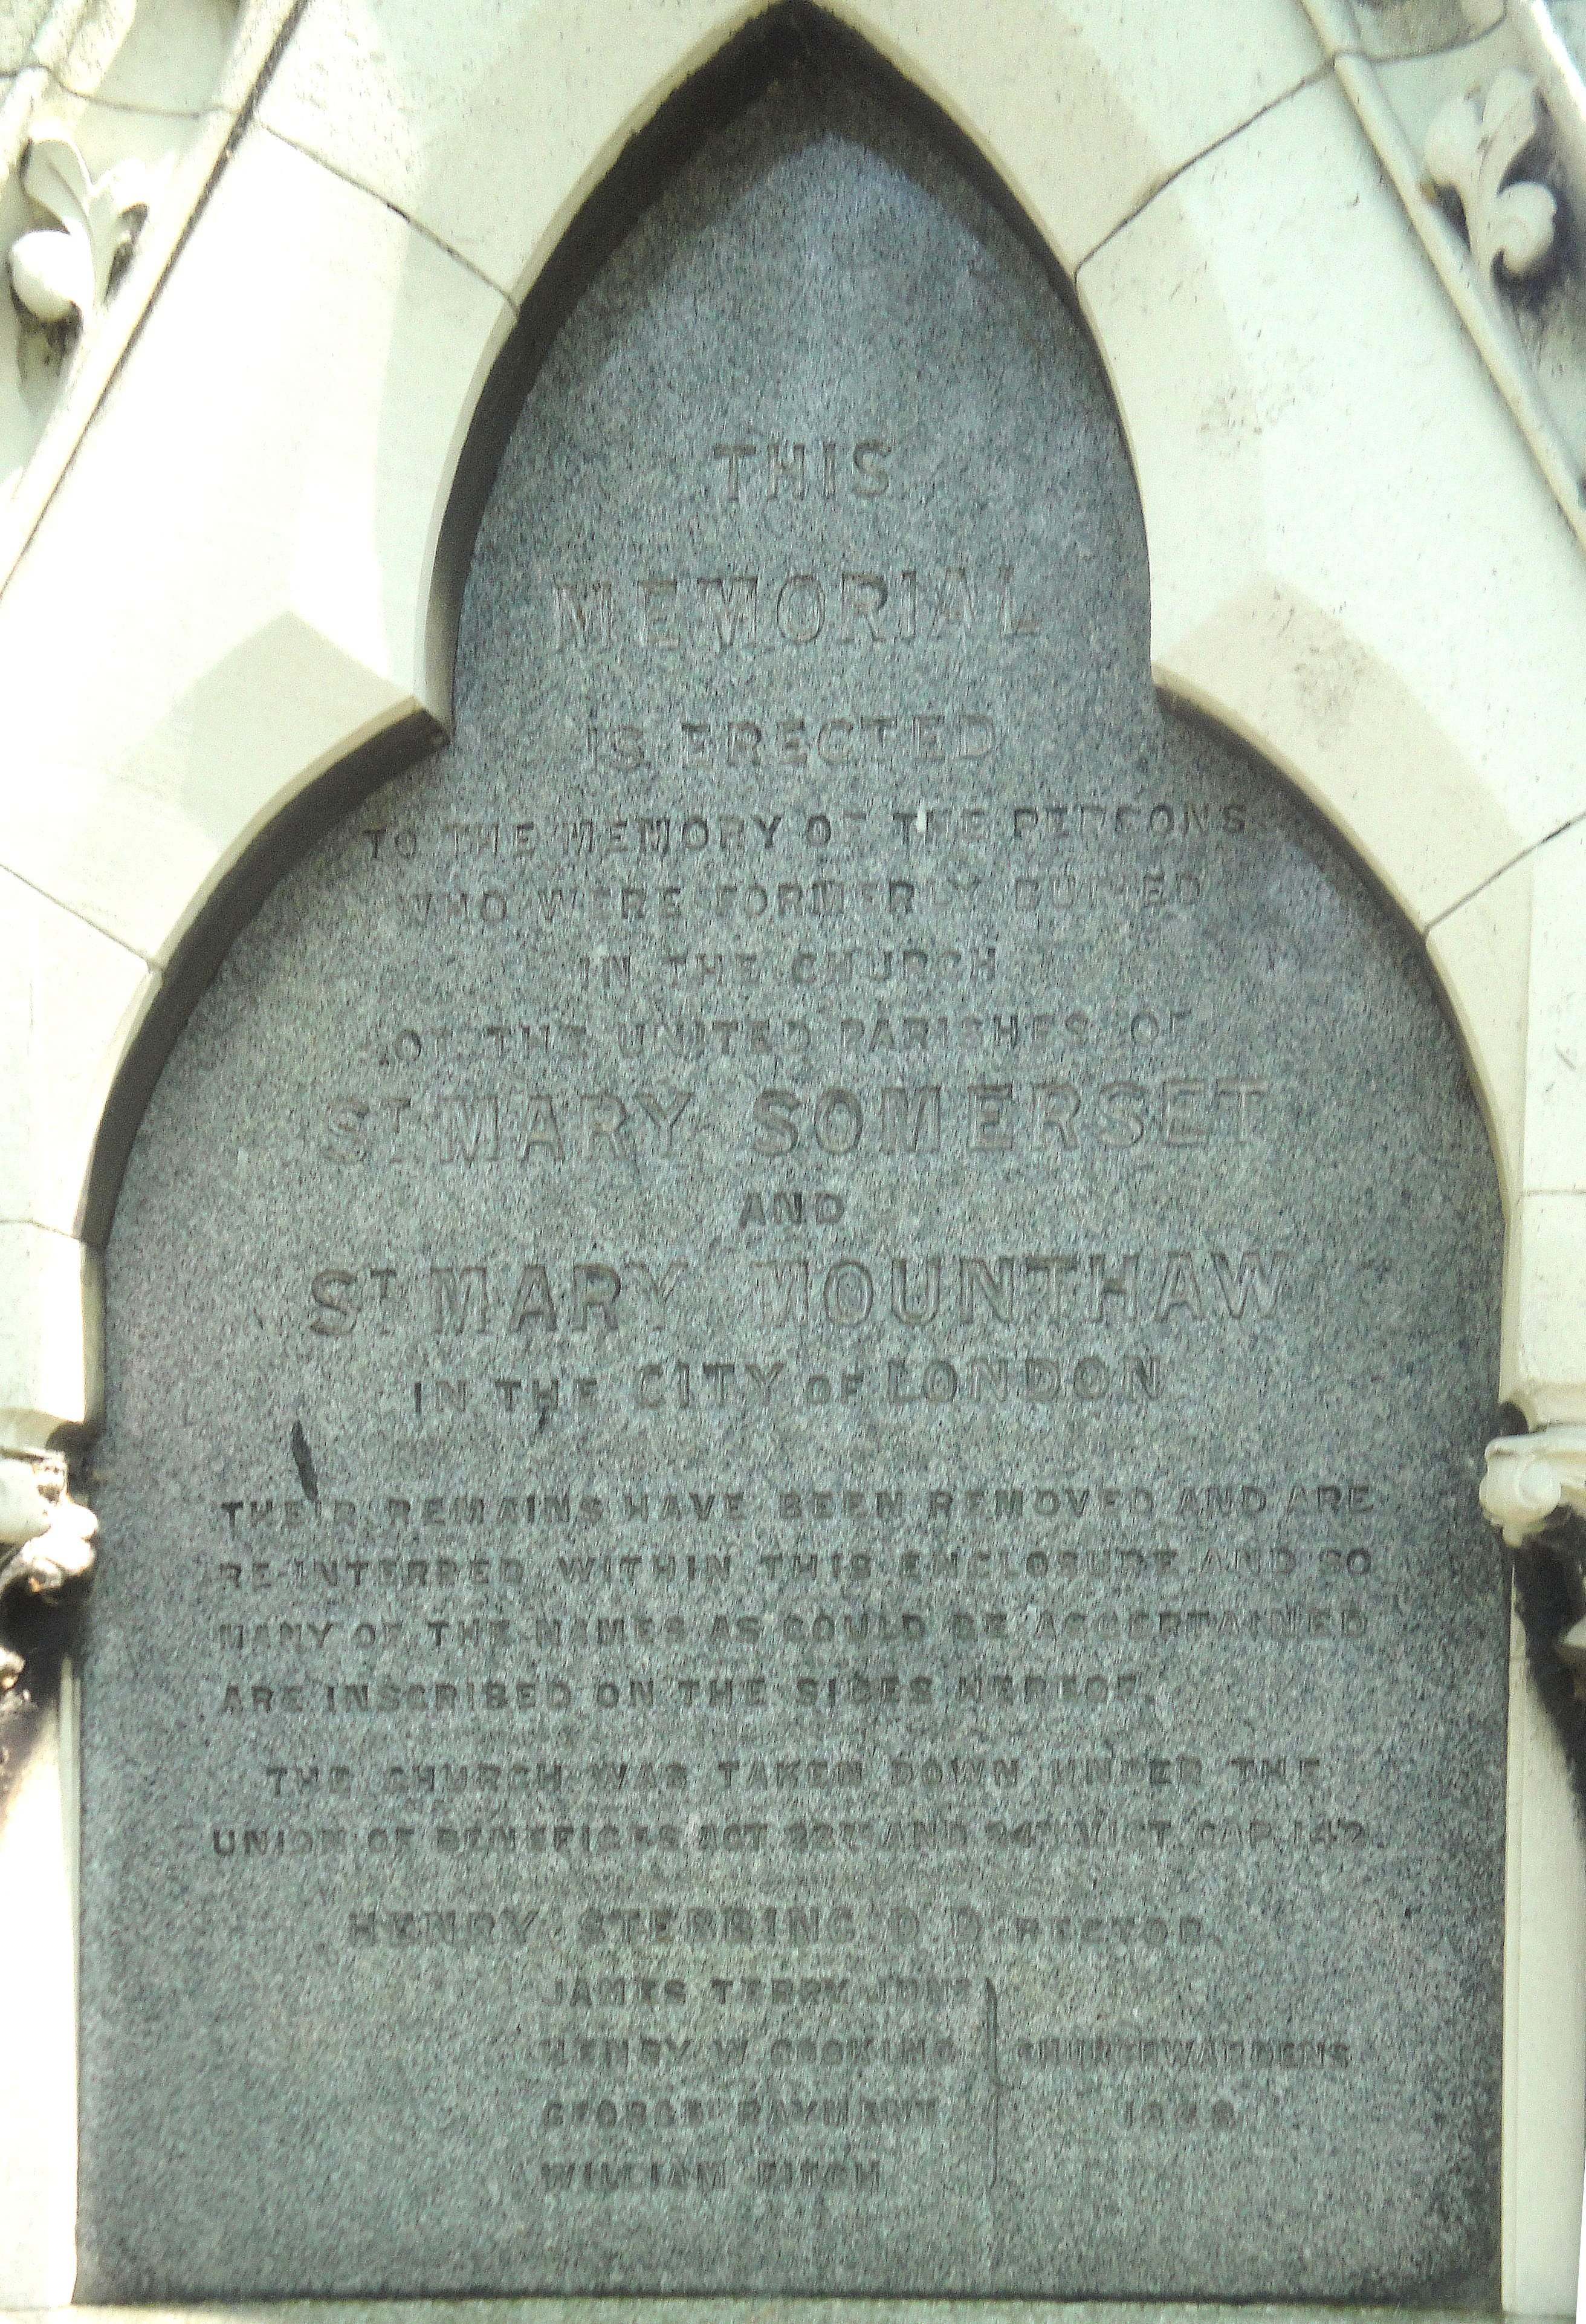 THIS
MEMORIAL
IS ERECTED
TO THE MEMORY OF THE PERSONS
WHO WERE FORMERLY BURIED
IN THE CHURCH
OF THE UNITED PARISHES OF
ST MARY SOMERSET
AND
ST MARY MOUNTHAW
IN THE CITY OF LONDON
THEIR REMAINS HAVE BEEN REMOVED AND ARE
RE-INTERRED WITHIN THIS ENCLOSURE AND SO
MANY OF THE NAMES AS COULD BE ASCERTAINED
ARE INSCRIBED ON THE SIDES HEREOF.
THE CHURCH WAS TAKEN DOWN UNDER THE
UNION OF BENEFICES ACT AND 24TH VICT CAP. 142.
HENRY STEBBING D.D. RECTOR.
JAMES TERRY JUNR
HENRY W. CHURCHWARDENS
GEORGE RAYMENT
WILLIAM FITCH